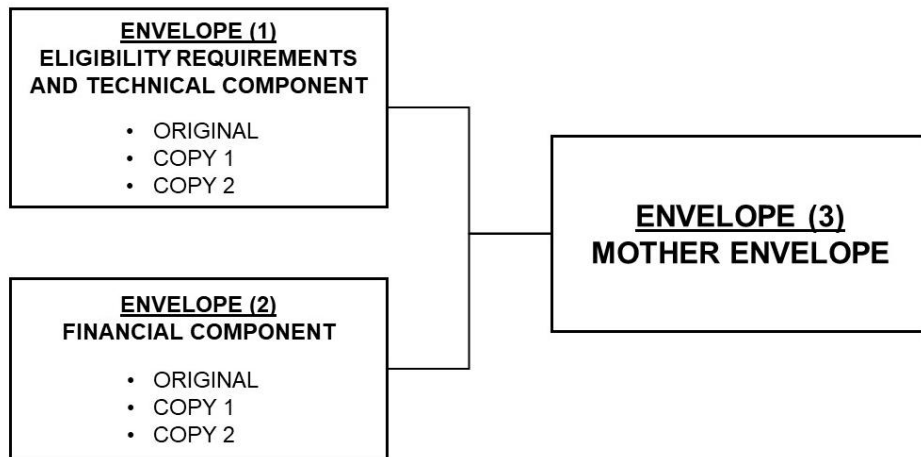 ENVELOPE (1)
ELIGIBILITY REQUIREMENTS
AND TECHNICAL COMPONENT
• ORIGINAL
• COPY 1
• COPY 2
ENVELOPE (2)
FINANCIAL COMPONENT
• ORIGINAL
• COPY 1
• COPY 2
ENVELOPE (3)
MOTHER ENVELOPE